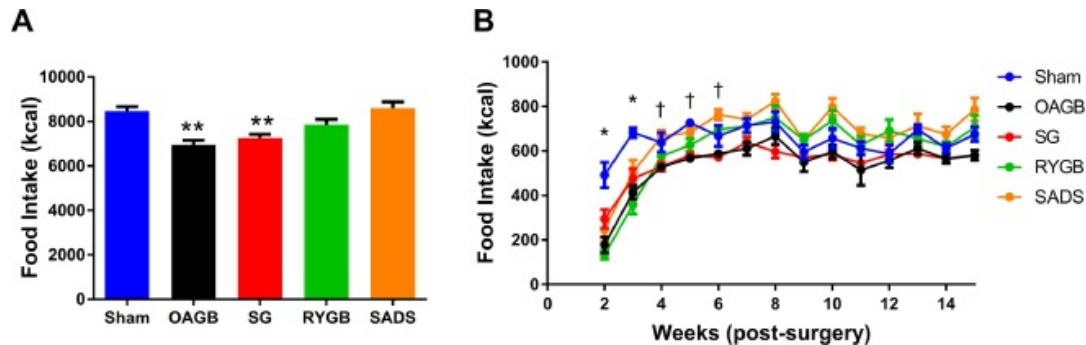 A
Food Intake (kcal)
10000
8000
6000
4000
2000
0
**
**
Sham
OAGB
SG
RYGB
SADS
B
Food Intake (kcal)
1000
800
600
400
200
0
*
*
†
†
†
0
2
4
6
8
10
12
14
Weeks (post-surgery)
Sham
OAGB
SG
RYGB
SADS